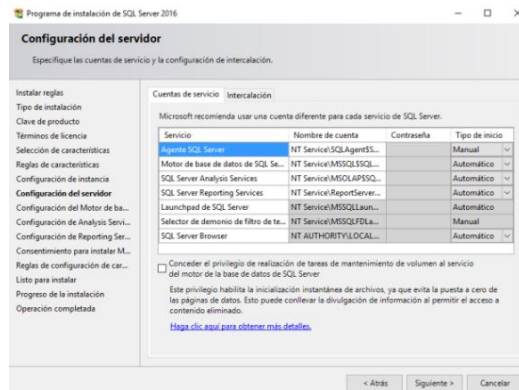 Programa de instalación de SQL Server 2016
Configuración del servidor
Especifique las cuentas de servicio y la configuración de intercalación.
Instalar reglas
Tipo de instalación
Clave de producto
Términos de licencia
Selección de características
Reglas de características
Configuración de instancia
Configuración del servidor
Configuración del Motor de ba...
Configuración de Analysis Servi...
Configuración de Reporting Ser...
Consentimiento para instalar M...
Reglas de configuración de car...
Listo para instalar
Progreso de la instalación
Operación completada
Cuentas de servicio Intercalación
Microsoft recomienda usar una cuenta diferente para cada servicio de SQL Server.
Servicio Nombre de cuenta Contraseña Tipo de inicio
Agente SQL Server NT Service\SQLAgent$S... Manual
Motor de base de datos de SQL Se... NT Service\MSSQL$SQL... Automático
SQL Server Analysis Services NT Service\MSOLAP$SQ... Automático
SQL Server Reporting Services NT Service\ReportServer... Automático
Launchpad de SQL Server NT Service\MSSQLLaun... Automático
Selector de demonio de filtro de te... NT Service\MSSQLFDLa... Manual
SQL Server Browser NT AUTHORITY\LOCAL... Automático
Conceder el privilegio de realización de tareas de mantenimiento de volumen al servicio
del motor de la base de datos de SQL Server
Este privilegio habilita la inicialización instantánea de archivos, ya que evita la puesta a cero de
las páginas de datos. Esto puede conllevar la divulgación de información al permitir el acceso a
contenido eliminado.
Haga clic aquí para obtener más detalles.
< Atrás Siguiente > Cancelar